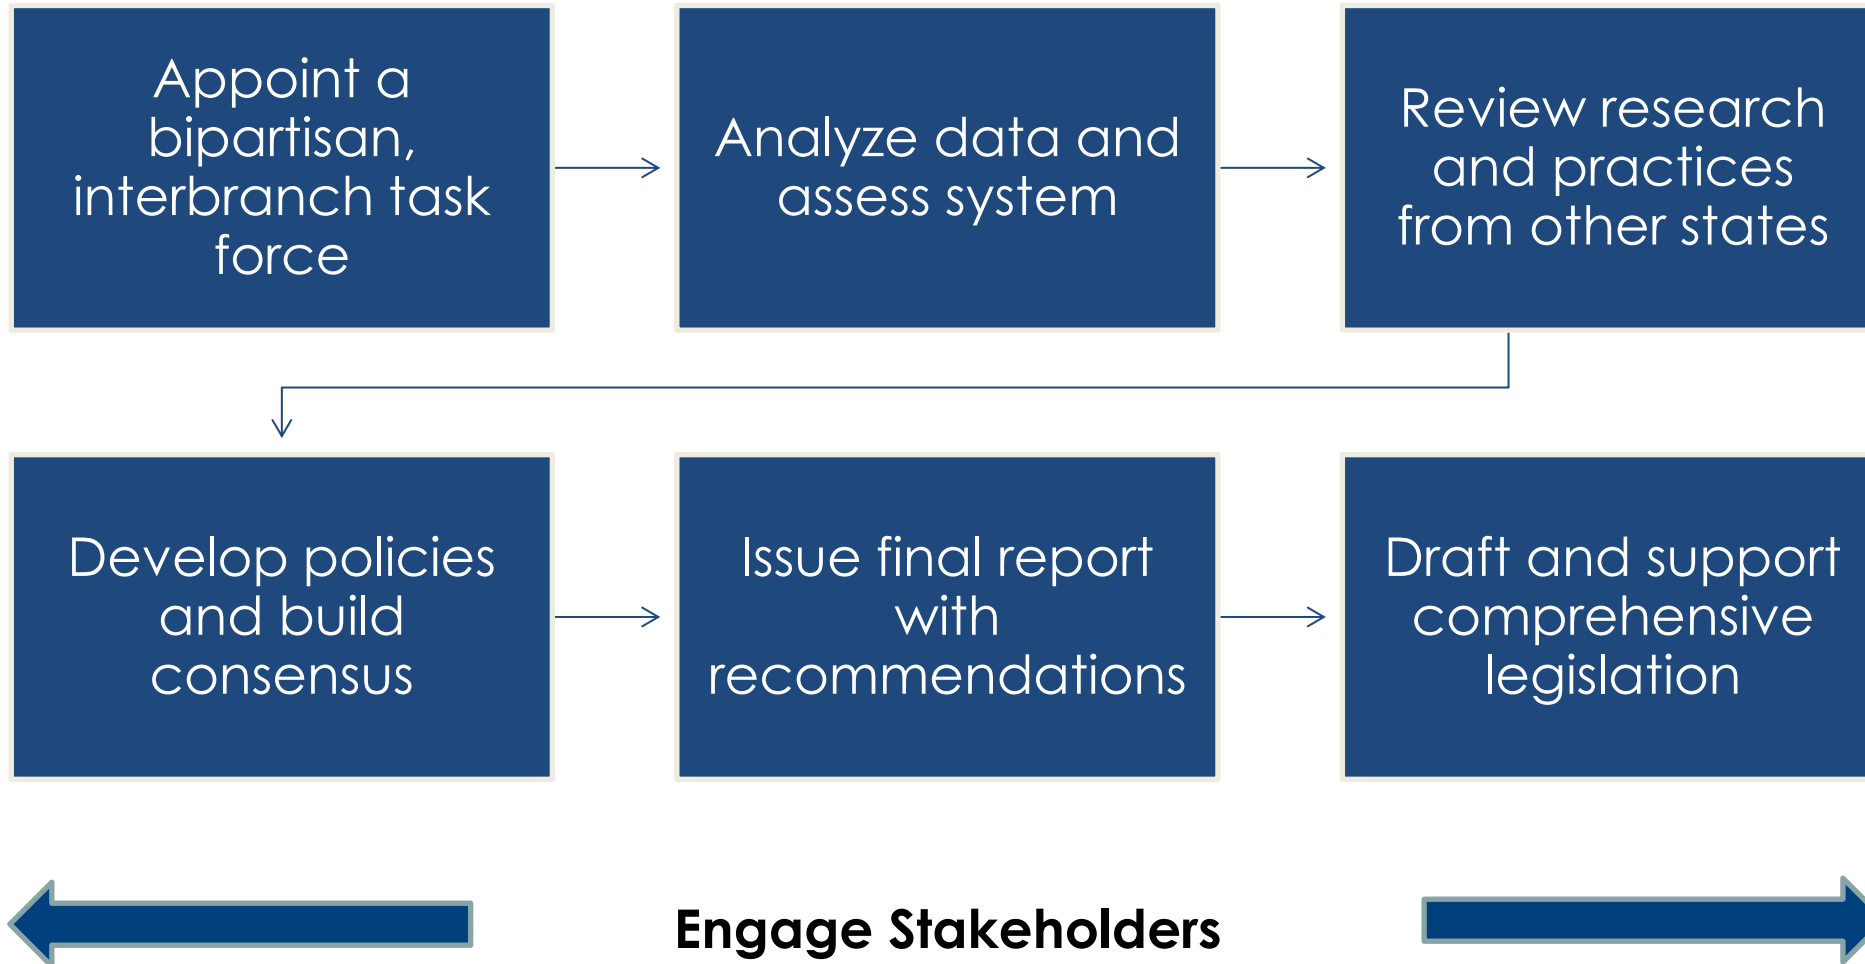 Appoint a
bipartisan,
interbranch task
force
Analyze data and
assess system
Review research
and practices
from other states
Develop policies
and build
consensus
Issue final report
with
recommendations
Draft and support
comprehensive
legislation
Engage Stakeholders